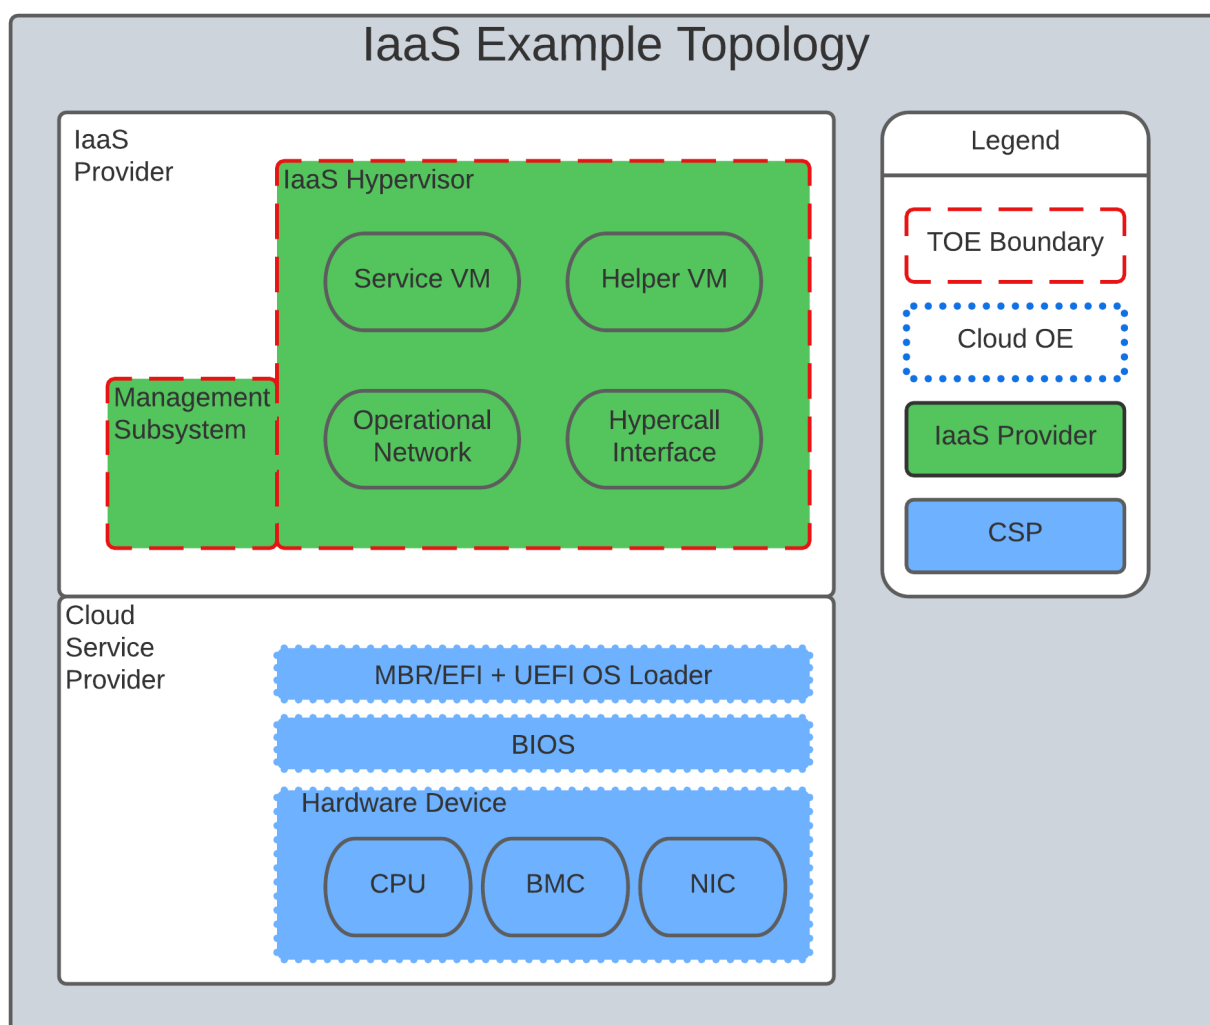 IaaS Example Topology
IaaS
Provider
IaaS Hypervisor
Service VM
Helper VM
Management
Subsystem
Operational
Network
Hypercall
Interface
Cloud
Service
Provider
MBR/EFI + UEFI OS Loader
BIOS
Hardware Device
CPU
BMC
NIC
Legend
TOE Boundary
Cloud OE
IaaS Provider
CSP